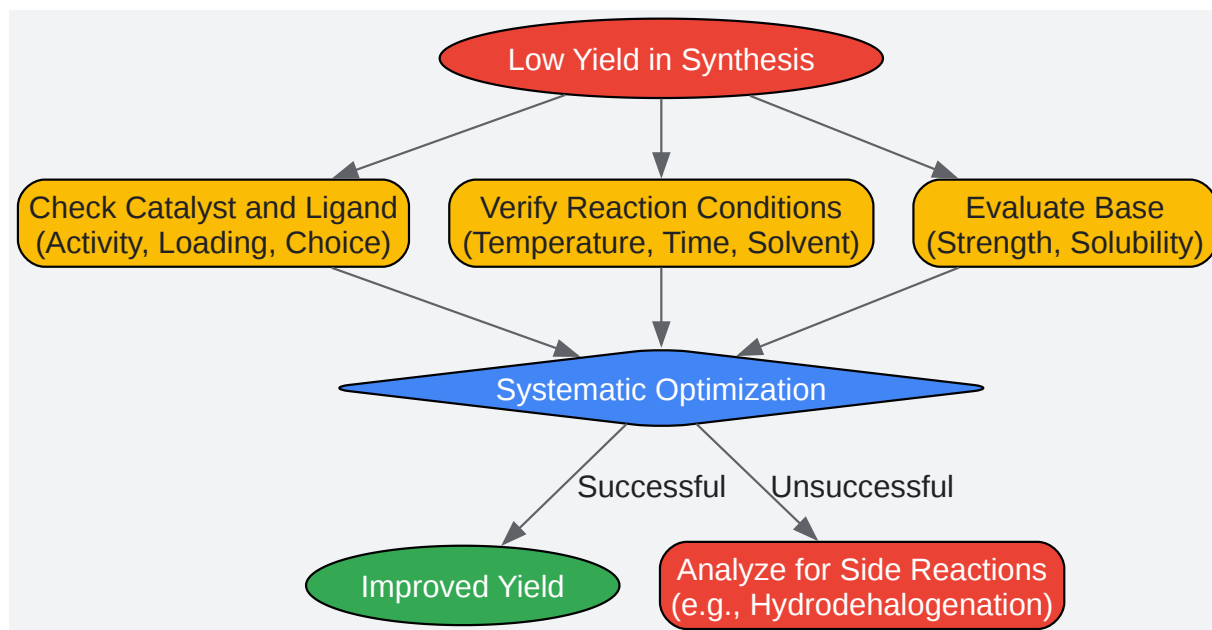 Low Yield in Synthesis
Check Catalyst and Ligand
(Activity, Loading, Choice)
Verify Reaction Conditions
(Temperature, Time, Solvent)
Evaluate Base
(Strength, Solubility)
Systematic Optimization
Successful
Unsuccessful
Improved Yield
Analyze for Side Reactions
(e.g., Hydrodehalogenation)